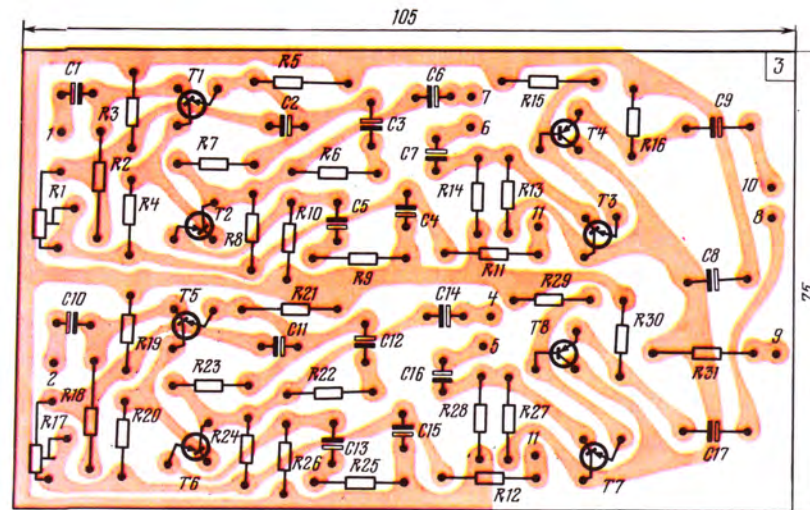 105
3
C1
T1
R5
C6
7
R15
C9
R3
C2
C3
6
T4
R16
1
R2
R7
R6
C7
10
R1
R4
T2
R8
R10
C5
C4
R14
R13
11
T3
8
R9
R11
C8
75
C10
T5
R21
C14
4
R29
R19
C11
C12
5
T8
R30
2
R18
R23
R22
C16
R31
9
R17
R20
T6
R24
R26
C13
C15
R28
R27
11
R25
R12
T7
C17